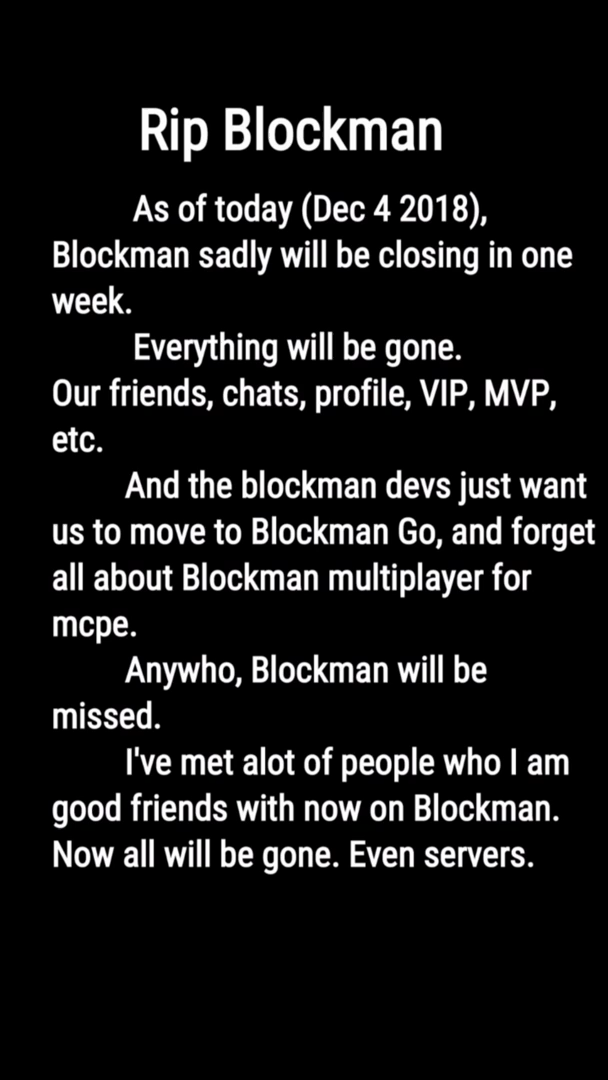 Rip Blockman
As of today (Dec 4 2018),
Blockman sadly will be closing in one
week.
Everything will be gone.
Our friends, chats, profile, VIP, MVP,
etc.
And the blockman devs just want
us to move to Blockman Go, and forget
all about Blockman multiplayer for
mcpe.
Anywho, Blockman will be
missed.
I've met alot of people who I am
good friends with now on Blockman.
Now all will be gone. Even servers.